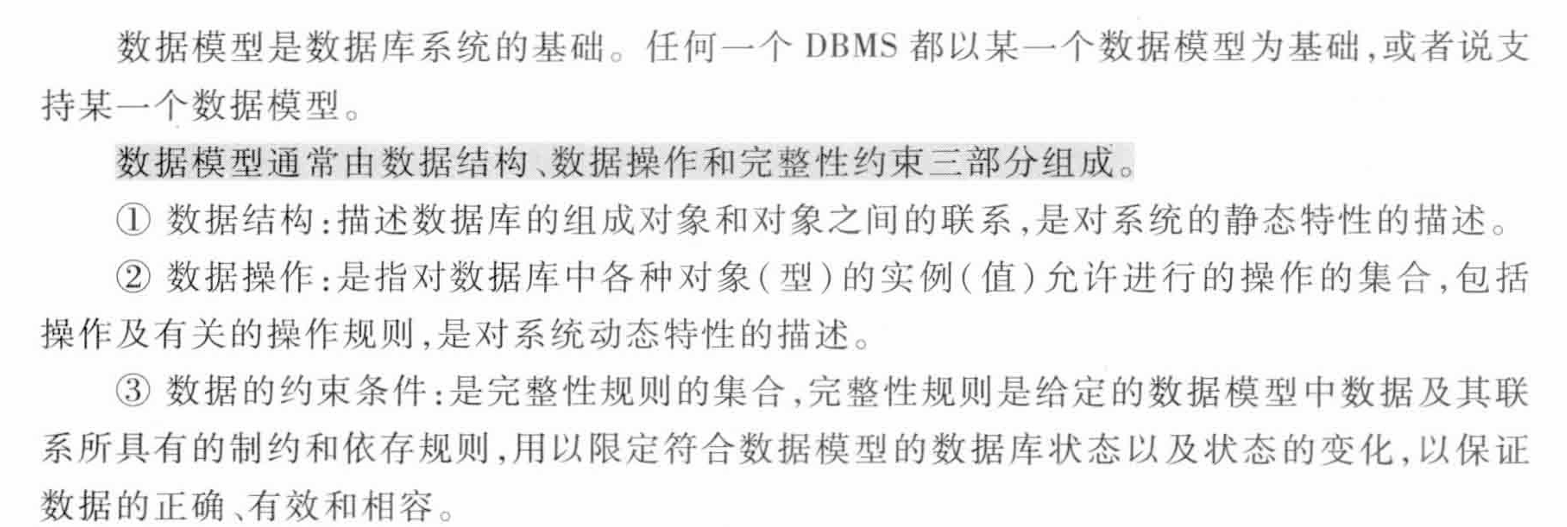 数据模型是数据库系统的基础。任何一个 DBMS 都以某一个数据模型为基础,或者说支
持某一个数据模型。
数据模型通常由数据结构、数据操作和完整性约束三部分组成。
① 数据结构:描述数据库的组成对象和对象之间的联系,是对系统的静态特性的描述。
② 数据操作:是指对数据库中各种对象(型)的实例(值)允许进行的操作的集合,包括
操作及有关的操作规则,是对系统动态特性的描述。
③ 数据的约束条件:是完整性规则的集合,完整性规则是给定的数据模型中数据及其联
系所具有的制约和依存规则,用以限定符合数据模型的数据库状态以及状态的变化,以保证
数据的正确、有效和相容。